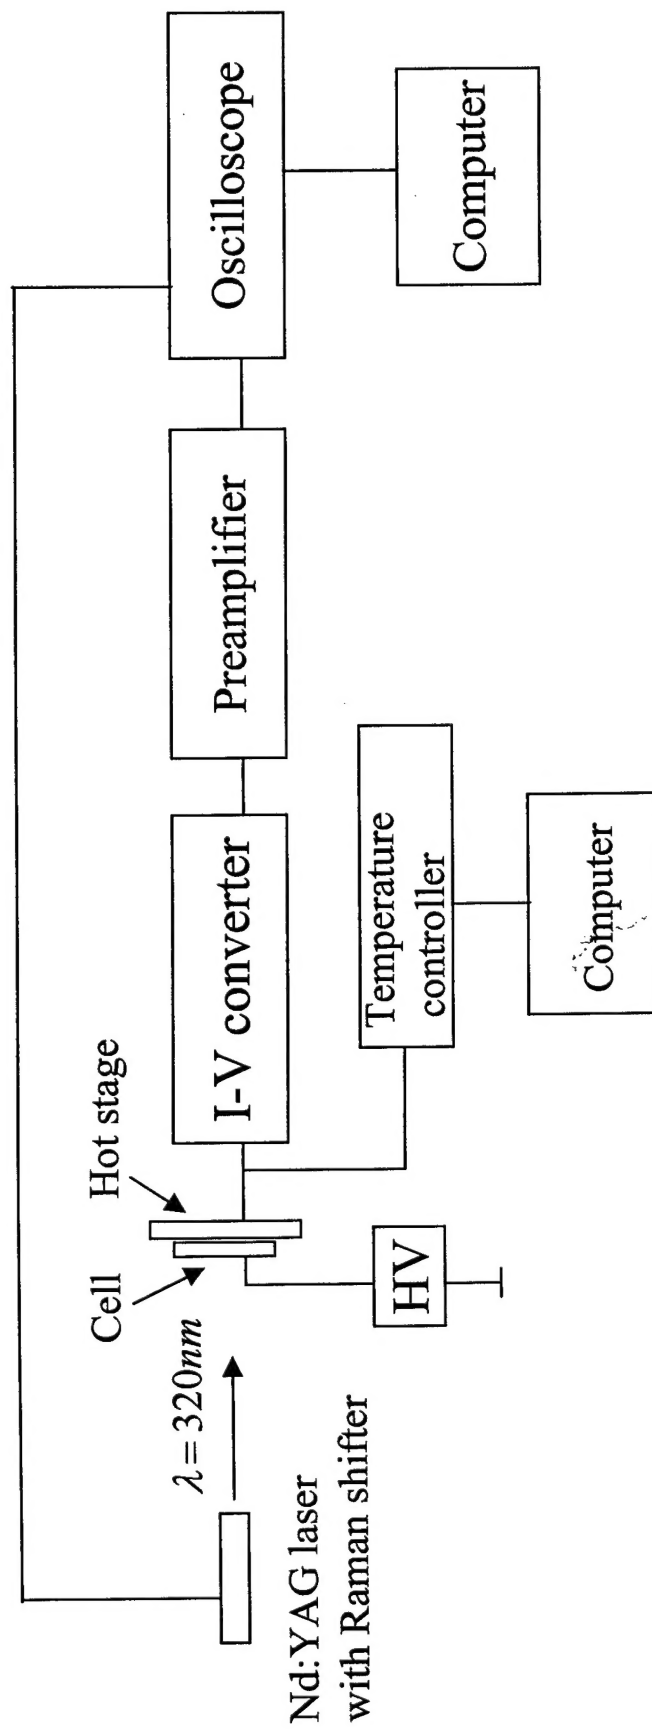 Nd:YAG laser
with Raman shifter
λ = 320nm
Cell
Hot stage
HV
I-V converter
Temperature
controller
Computer
Preamplifier
Oscilloscope
Computer